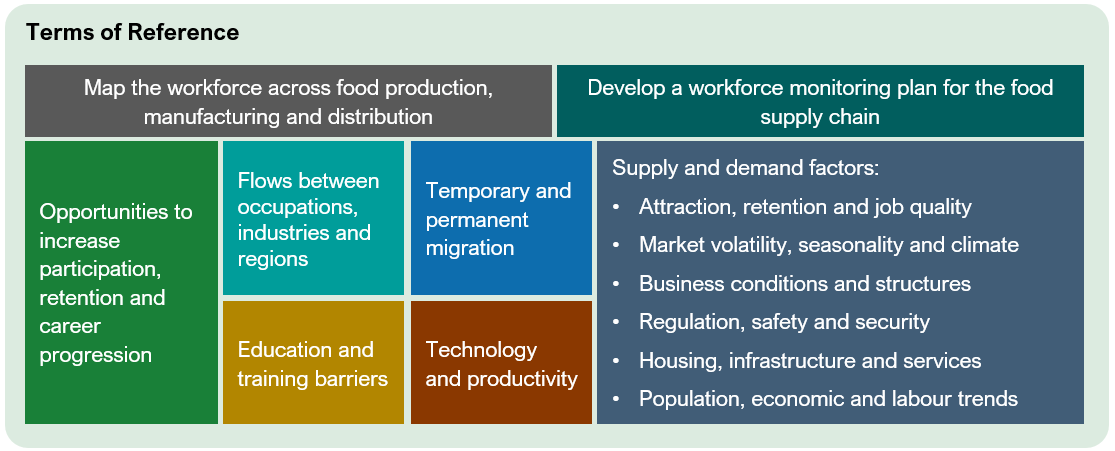 Terms of Reference
Map the workforce across food production,
manufacturing and distribution
Develop a workforce monitoring plan for the food
supply chain
Opportunities to
increase
participation,
retention and
career
progression
Flows between
occupations,
industries and
regions
Temporary and
permanent
migration
Education and
training barriers
Technology
and productivity
Supply and demand factors:
• Attraction, retention and job quality
• Market volatility, seasonality and climate
• Business conditions and structures
• Regulation, safety and security
• Housing, infrastructure and services
• Population, economic and labour trends